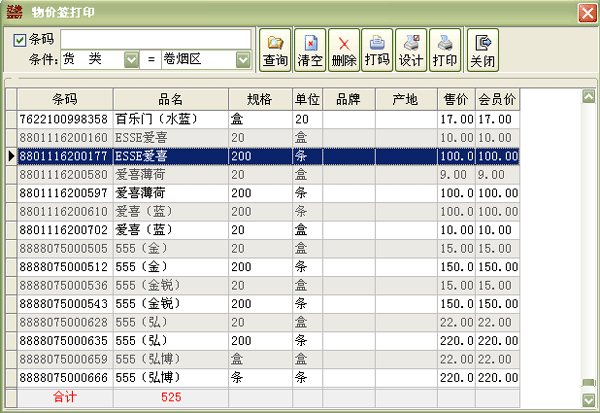 物价签打印
条码
条件: 货 类 = 卷烟区
查询 清空 删除 打码 设计 打印 关闭
条码 品名 规格 单位 品牌 产地 售价 会员价
7622100998358 百乐门（水蓝） 盒 20 17.00 17.00
8801116200160 ESSE爱喜 20 盒 10.00 10.00
8801116200177 ESSE爱喜 200 条 100.0 100.00
8801116200580 爱喜薄荷 20 盒 9.00 9.00
8801116200597 爱喜薄荷 200 条 100.0 100.00
8801116200610 爱喜（蓝） 200 条 100.0 100.00
8801116200702 爱喜（蓝） 20 盒 10.00 10.00
8888075000505 555（金） 20 盒 15.00 15.00
8888075000512 555（金） 200 条 150.0 150.00
8888075000536 555（金锐） 20 盒 15.00 15.00
8888075000543 555（金锐） 200 条 150.0 150.00
8888075000628 555（弘） 20 盒 22.00 22.00
8888075000635 555（弘） 200 条 220.0 220.00
8888075000659 555（弘博） 盒 盒 22.00 22.00
8888075000666 555（弘博） 条 条 220.0 220.00
合计 525